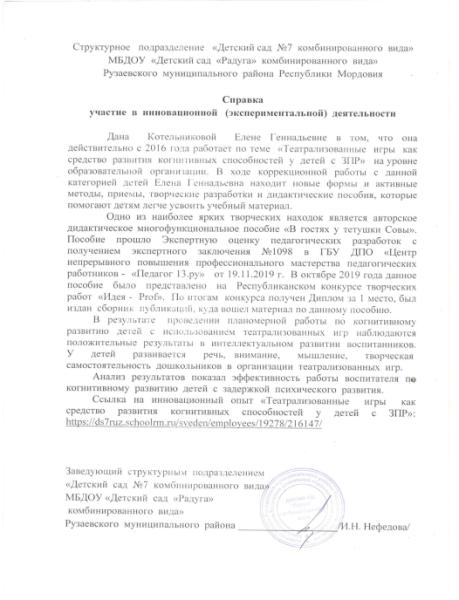 Структурное подразделение «Детский сад №7 комбинированного вида»
МБДОУ «Детский сад «Радуга» комбинированного вида»
Рузаевского муниципального района Республики Мордовия
Справка
участие в инновационной (экспериментальной) деятельности
Дана Котельниковой Елене Геннадьевне в том, что она
действительно с 2016 года работает по теме «Театрализованные игры как
средство развития когнитивных способностей у детей с ЗПР» на уровне
образовательной организации. В ходе коррекционной работы с данной
категорией детей Елена Геннадьевна находит новые формы и активные
методы, приемы, творческие разработки и дидактические пособия, которые
помогают детям легче усвоить учебный материал.
Одно из наиболее ярких творческих находок является авторское
дидактическое многофункциональное пособие «В гостях у тетушки Совы».
Пособие прошло Экспертную оценку педагогических разработок с
получением экспертного заключения №1098 в ГБУ ДПО «Центр
непрерывного повышения профессионального мастерства педагогических
работников - «Педагог 13.ру» от 19.11.2019 г. В октябре 2019 года данное
пособие было представлено на Республиканском конкурсе творческих
работ «Идея - Prof». По итогам конкурса получен Диплом за 1 место, был
издан сборник публикаций, куда вошел материал по данному пособию.
В результате проведении планомерной работы по когнитивному
развитию детей с использованием театрализованных игр наблюдаются
положительные результаты в интеллектуальном развитии воспитанников.
У детей развивается речь, внимание, мышление, творческая
самостоятельность дошкольников в организации театрализованных игр.
Анализ результатов показал эффективность работы воспитателя по
когнитивному развитию детей с задержкой психического развития.
Ссылка на инновационный опыт «Театрализованные игры как
средство развития когнитивных способностей у детей с ЗПР»:
https://ds7ruz.schoolrm.ru/sveden/employees/19278/216147/
Заведующий структурным подразделением
«Детский сад №7 комбинированного вида»
МБДОУ «Детский сад «Радуга»
комбинированного вида»
Рузаевского муниципального района /И.Н. Нефедова/